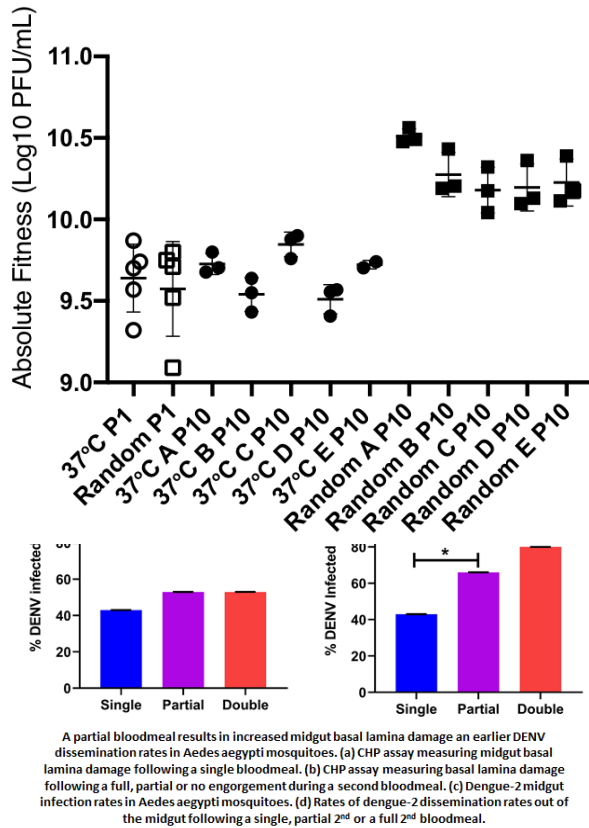 Absolute Fitness (Log10 PFU/mL)
11.0
10.5
10.0
9.5
9.0
37°C P1
Random P1
37°C A P10
37°C B P10
37°C C P10
37°C D P10
37°C E P10
Random A P10
Random B P10
Random C P10
Random D P10
Random E P10
% DENV infected
60
40
20
0
Single
Partial
Double
% DENV Infected
80
60
40
20
0
*
Single
Partial
Double
A partial bloodmeal results in increased midgut basal lamina damage an earlier DENV
dissemination rates in Aedes aegypti mosquitoes. (a) CHP assay measuring midgut basal
lamina damage following a single bloodmeal. (b) CHP assay measuring basal lamina damage
following a full, partial or no engorgement during a second bloodmeal. (c) Dengue-2 midgut
infection rates in Aedes aegypti mosquitoes. (d) Rates of dengue-2 dissemination rates out of
the midgut following a single, partial 2nd or a full 2nd bloodmeal.